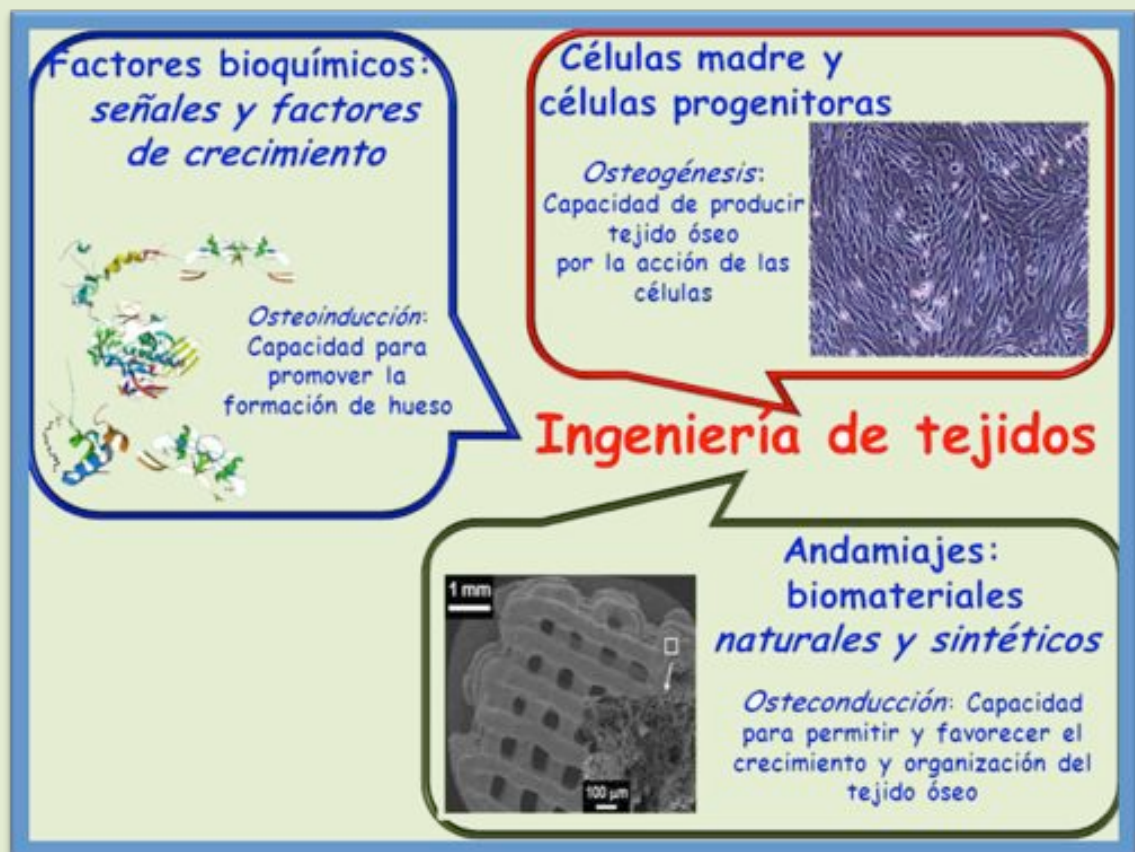 Factores bioquímicos:
señales y factores
de crecimiento
Osteoinducción:
Capacidad para
promover la
formación de hueso
Células madre y
células progenitoras
Osteogénesis:
Capacidad de producir
tejido óseo
por la acción de las
células
Ingeniería de tejidos
Andamiajes:
biomateriales
naturales y sintéticos
Osteconducción: Capacidad
para permitir y favorecer el
crecimiento y organización del
tejido óseo
1 mm
100 µm